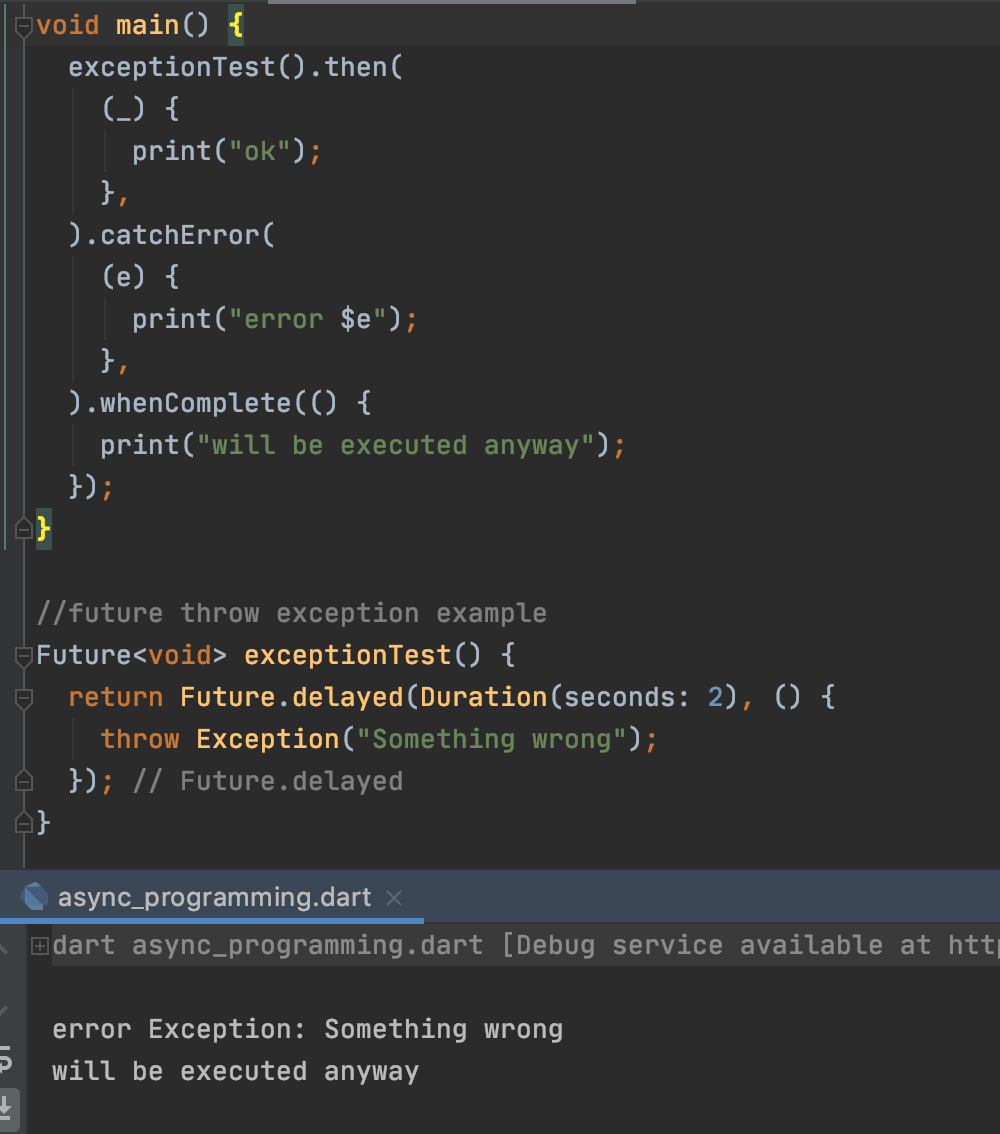 void main() {
  exceptionTest().then(
    (_) {
      print("ok");
    },
  ).catchError(
    (e) {
      print("error $e");
    },
  ).whenComplete(() {
    print("will be executed anyway");
  });
}
//future throw exception example
Future<void> exceptionTest() {
  return Future.delayed(Duration(seconds: 2), () {
    throw Exception("Something wrong");
  }); // Future.delayed
}
async_programming.dart ×
dart async_programming.dart [Debug service available at htt
error Exception: Something wrong
will be executed anyway